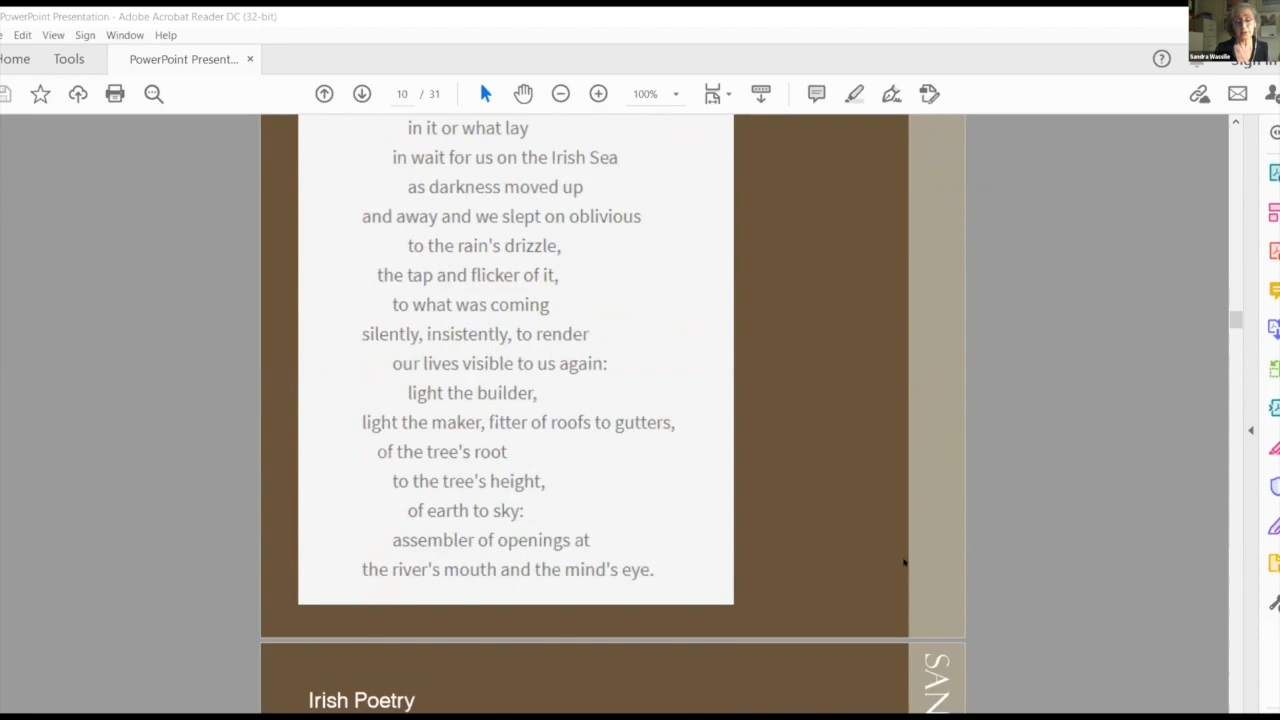 PowerPoint Presentation - Adobe Acrobat Reader DC (32-bit)
Edit View Sign Window Help
Home Tools PowerPoint Present... ×
10 / 31 100%
Sandra Wassilie
in it or what lay
in wait for us on the Irish Sea
as darkness moved up
and away and we slept on oblivious
to the rain's drizzle,
the tap and flicker of it,
to what was coming
silently, insistently, to render
our lives visible to us again:
light the builder,
light the maker, fitter of roofs to gutters,
of the tree's root
to the tree's height,
of earth to sky:
assembler of openings at
the river's mouth and the mind's eye.
Irish Poetry
SAN